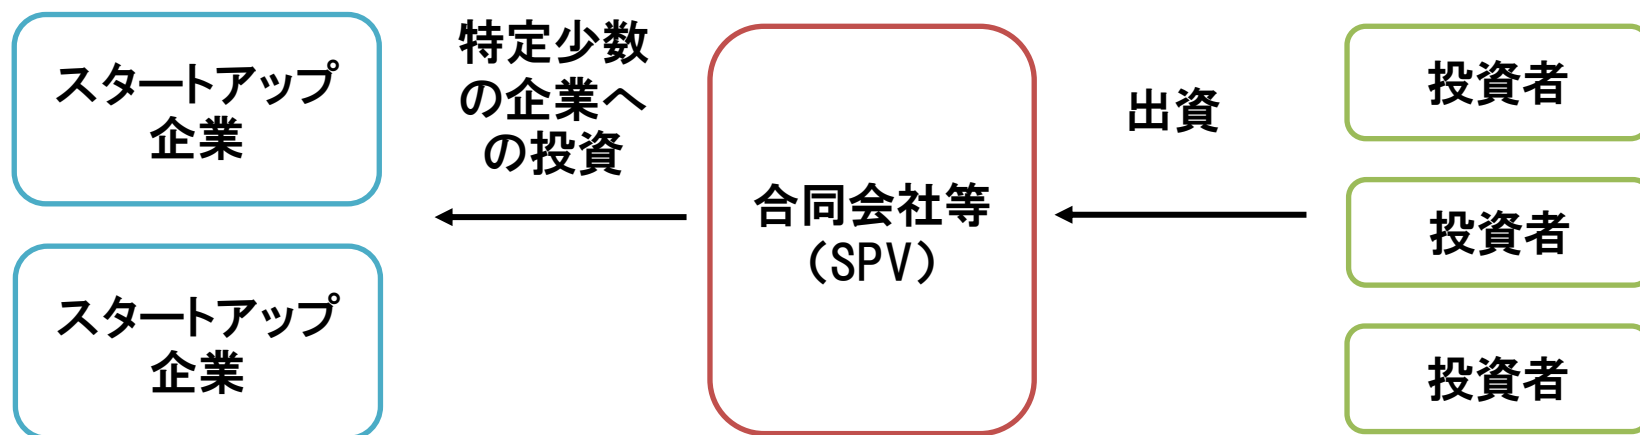 スタートアップ
企業
特定少数
の企業へ
の投資
合同会社等
（SPV）
出資
投資者
投資者
スタートアップ
企業
投資者